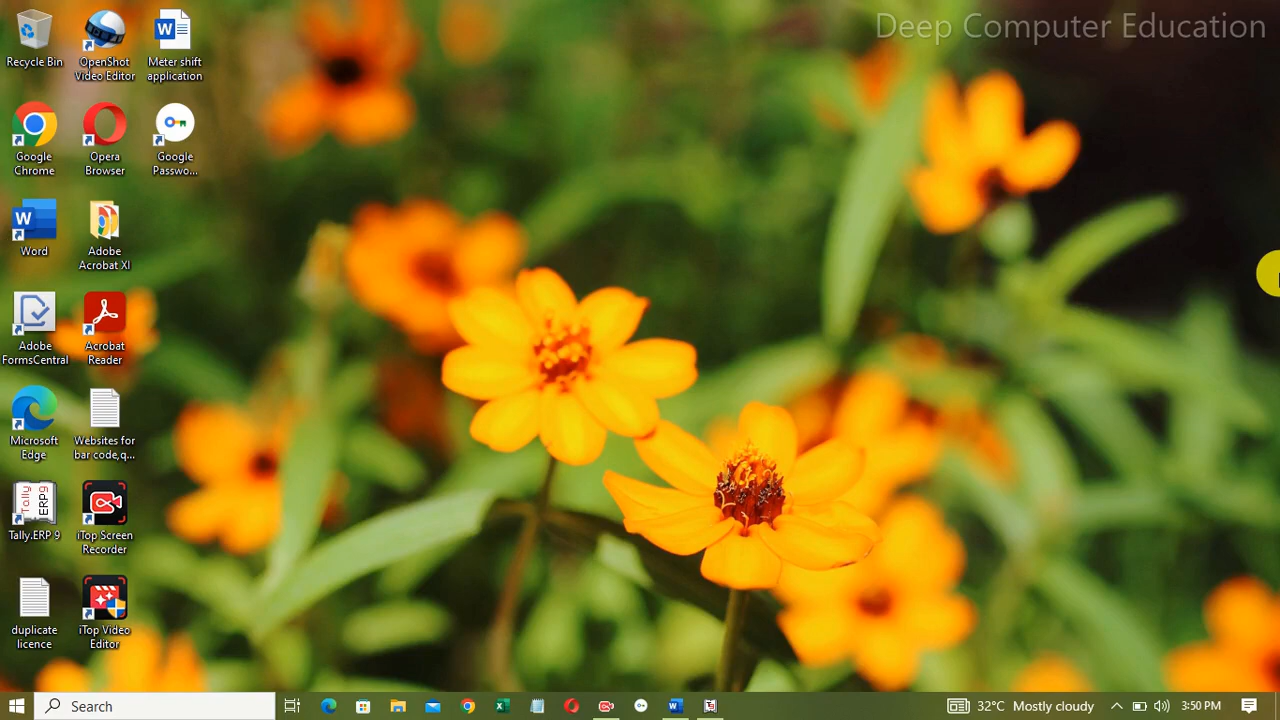 Deep Computer Education
Recycle Bin
OpenShot
Video Editor
Meter shift
application
Google
Chrome
Opera
Browser
Google
Passwo...
Word
Adobe
Acrobat XI
Adobe
FormsCentral
Acrobat
Reader
Microsoft
Edge
Websites for
bar code,q...
Tally.ERP 9
iTop Screen
Recorder
duplicate
licence
iTop Video
Editor
Search
32°C Mostly cloudy
3:50 PM